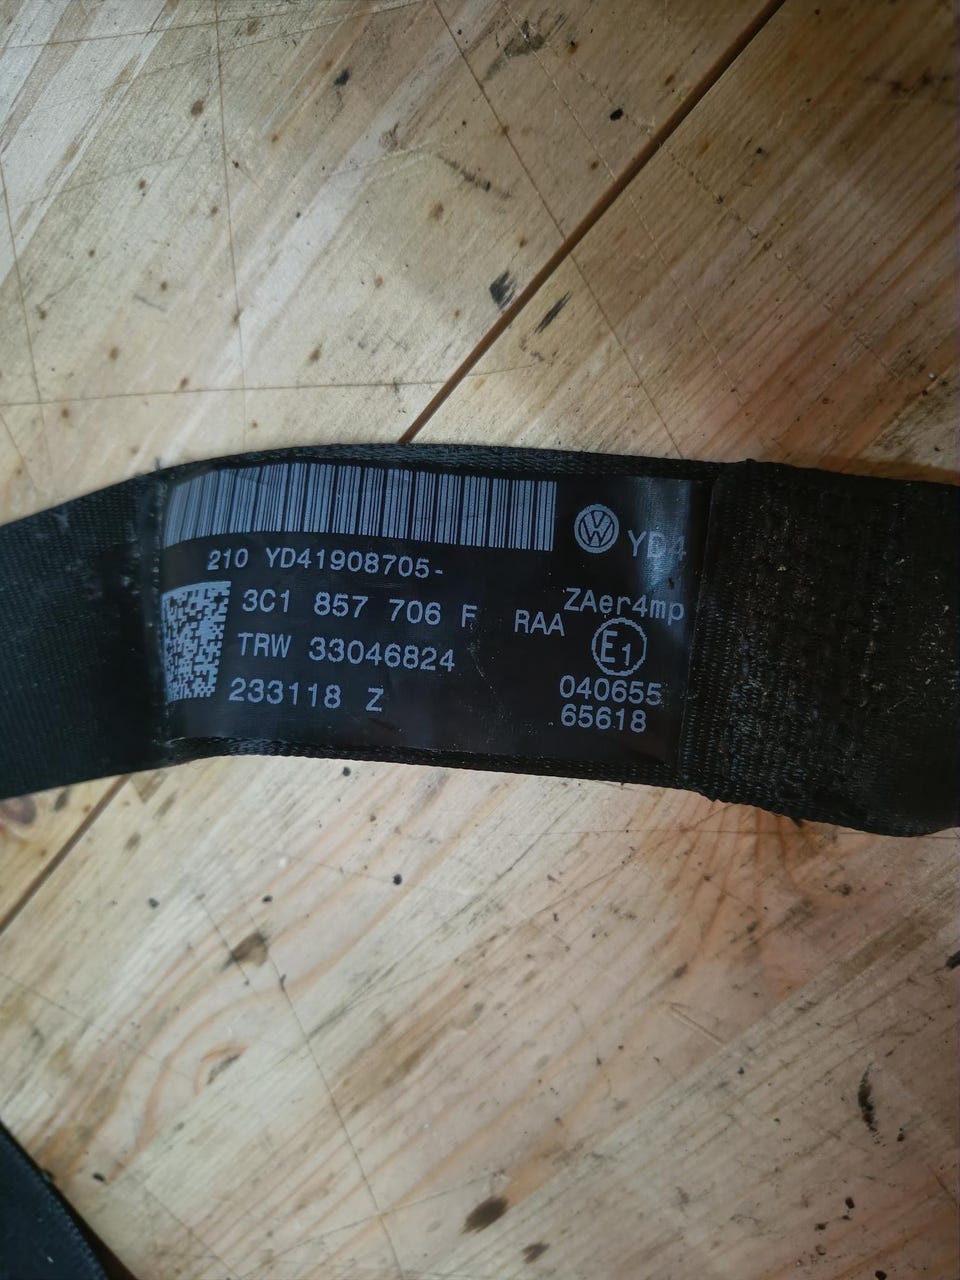 YD4
210 YD41908705-
3C1 857 706 F RAA
ZAer4mp
TRW 33046824
E1
233118 Z
040655
65618